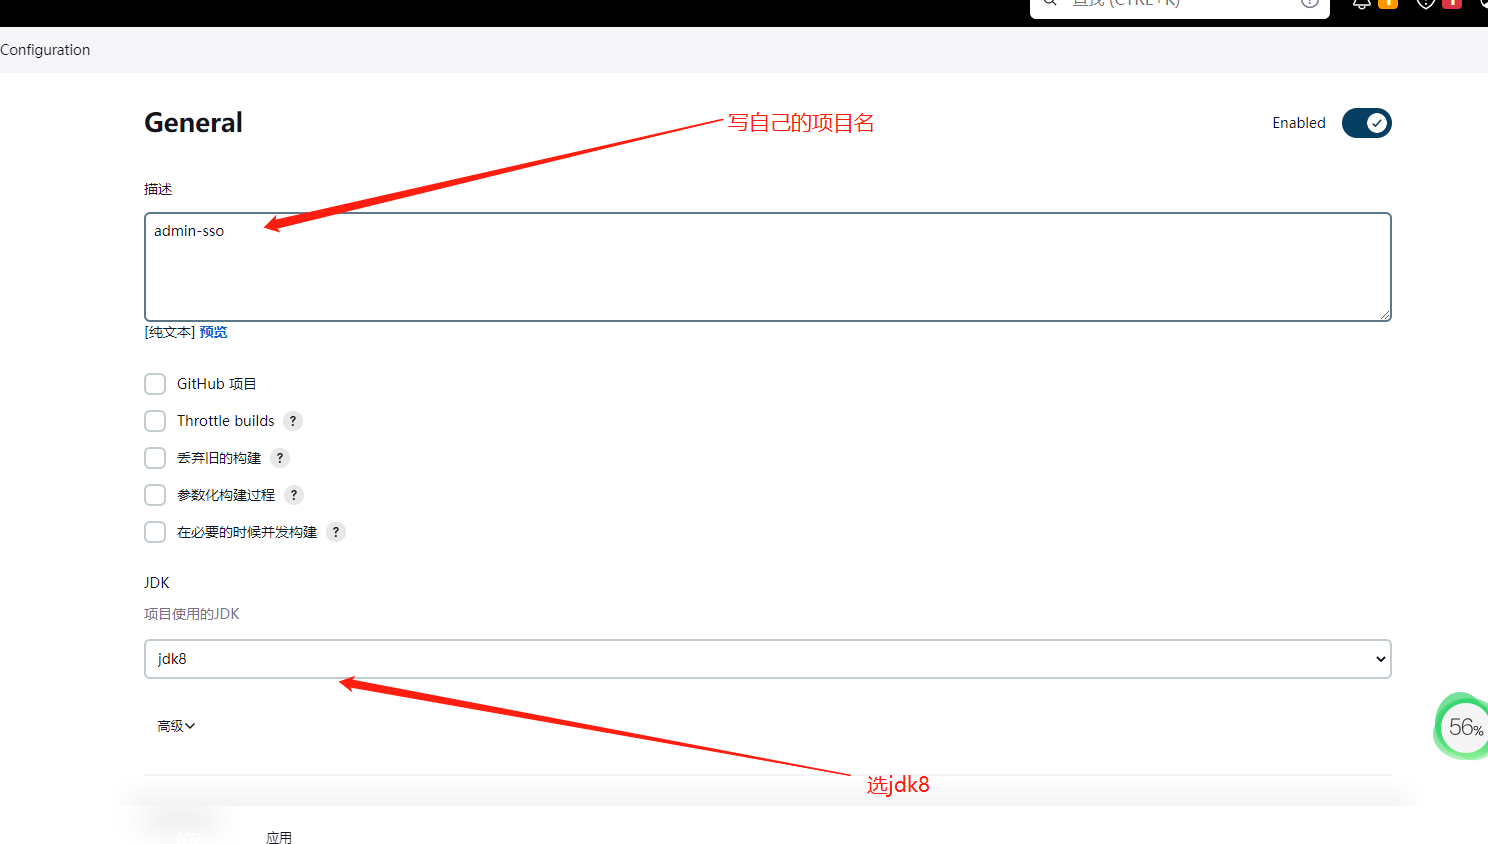 查找 (CTRL+K)
Configuration
General
写自己的项目名
Enabled
描述
admin-sso
[纯文本] 预览
GitHub 项目
Throttle builds ?
丢弃旧的构建 ?
参数化构建过程 ?
在必要的时候并发构建 ?
JDK
项目使用的JDK
jdk8
56%
高级
选jdk8
应用